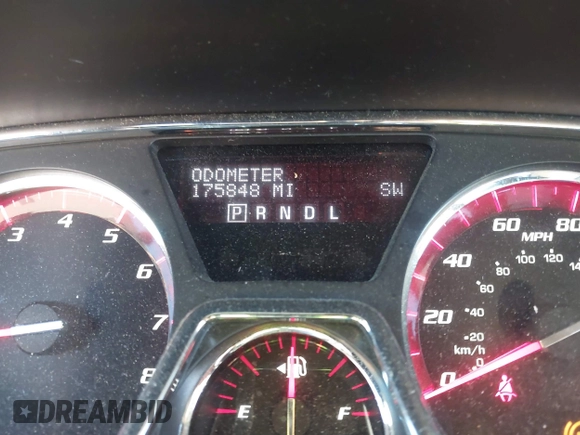 ODOMETER
175848 MI SW
P R N D L
3 4 5 6 7 8
0 20 40 60 80
MPH
0 20 40 60 80 100 120
km/h
E F
DREAMBID